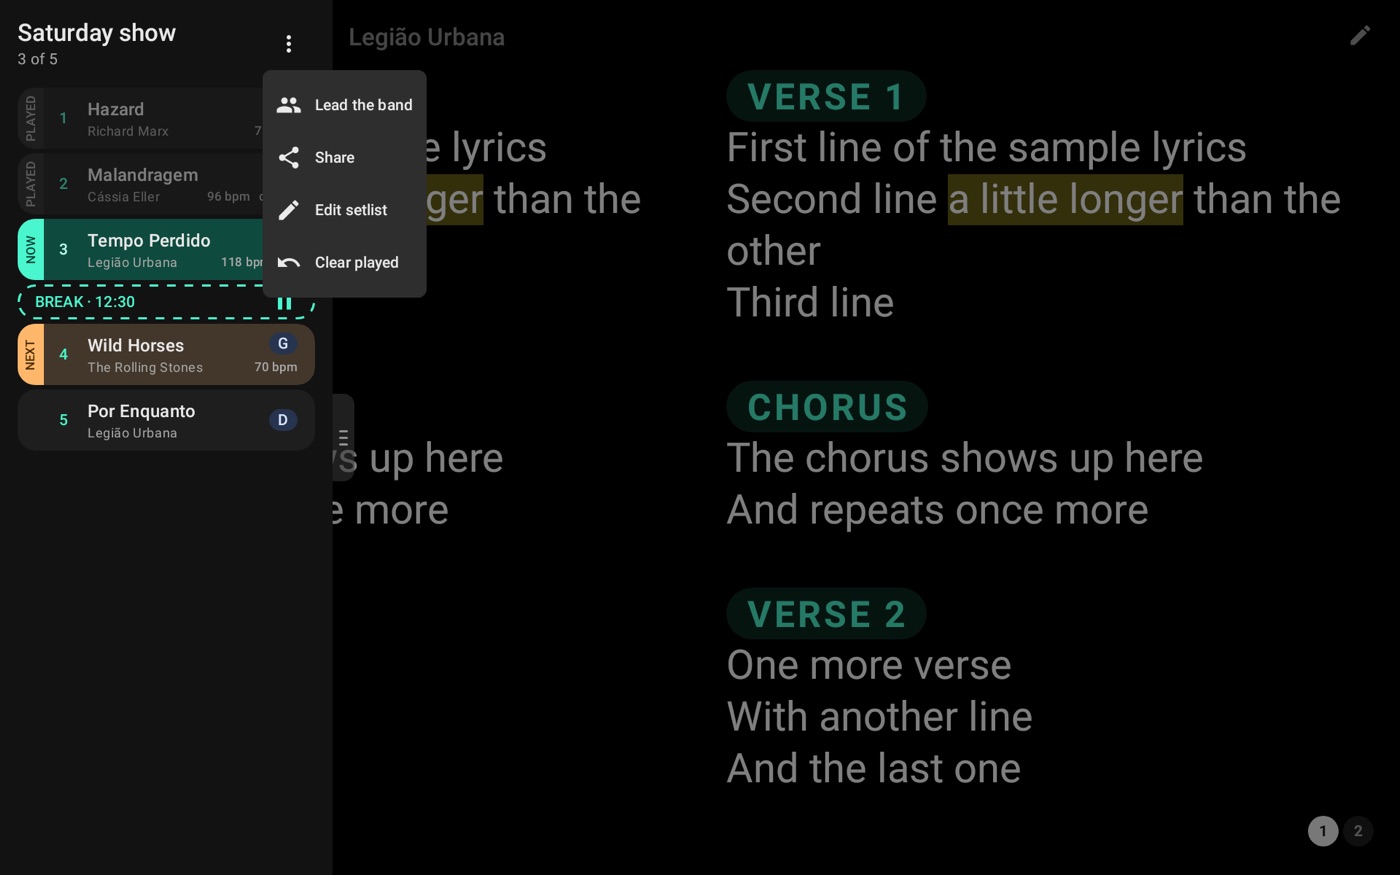 Saturday show
3 of 5
PLAYED
1
Hazard
Richard Marx
7
PLAYED
2
Malandragem
Cássia Eller
96 bpm
NOW
3
Tempo Perdido
Legião Urbana
118 bpm
BREAK · 12:30
NEXT
4
Wild Horses
G
The Rolling Stones
70 bpm
5
Por Enquanto
D
Legião Urbana
Lead the band
Share
Edit setlist
Clear played
Legião Urbana
e lyrics
ger than the
s up here
e more
VERSE 1
First line of the sample lyrics
Second line a little longer than the
other
Third line
CHORUS
The chorus shows up here
And repeats once more
VERSE 2
One more verse
With another line
And the last one
1 2